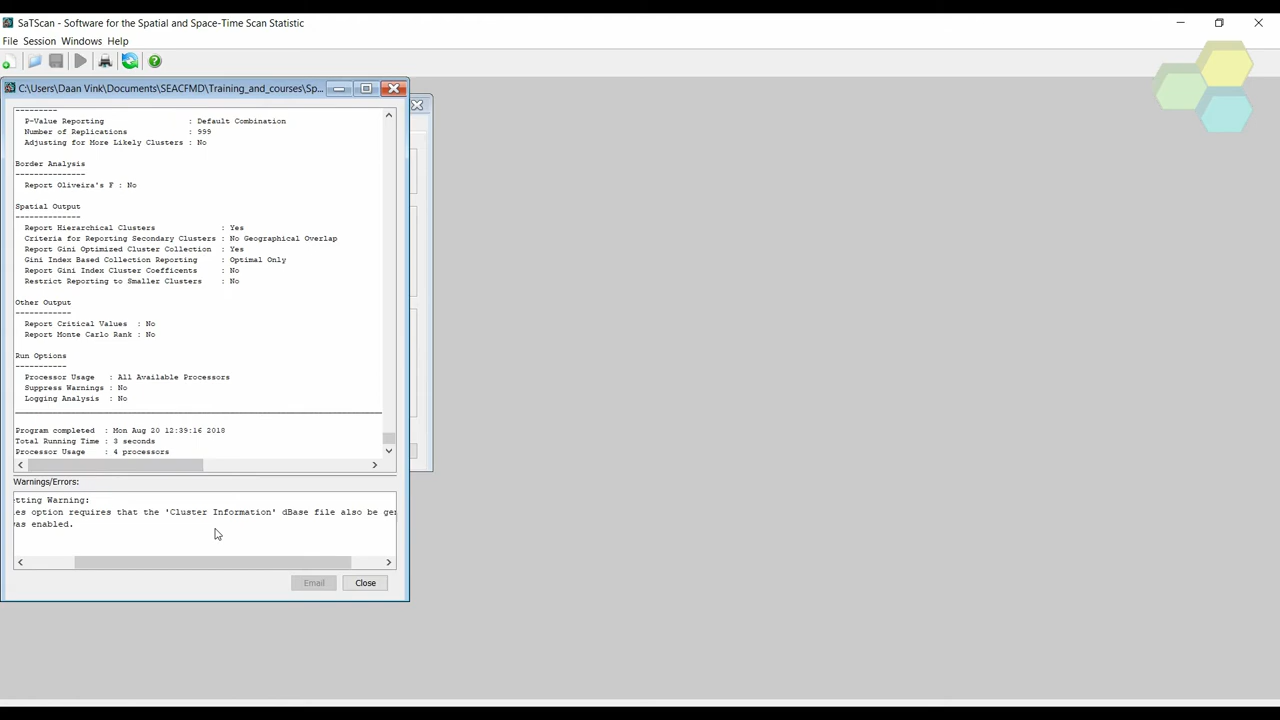 SaTScan - Software for the Spatial and Space-Time Scan Statistic
File Session Windows Help
C:\Users\Daan Vink\Documents\SEACFMD\Training_and_courses\Sp...
---------
P-Value Reporting : Default Combination
Number of Replications : 999
Adjusting for More Likely Clusters : No
Border Analysis
---------------
Report Oliveira's F : No
Spatial Output
--------------
Report Hierarchical Clusters : Yes
Criteria for Reporting Secondary Clusters : No Geographical Overlap
Report Gini Optimized Cluster Collection : Yes
Gini Index Based Collection Reporting : Optimal Only
Report Gini Index Cluster Coefficents : No
Restrict Reporting to Smaller Clusters : No
Other Output
------------
Report Critical Values : No
Report Monte Carlo Rank : No
Run Options
-----------
Processor Usage : All Available Processors
Suppress Warnings : No
Logging Analysis : No
Program completed : Mon Aug 20 12:39:16 2018
Total Running Time : 3 seconds
Processor Usage : 4 processors
Warnings/Errors:
etting Warning:
les option requires that the 'Cluster Information' dBase file also be ge
was enabled.
Email Close